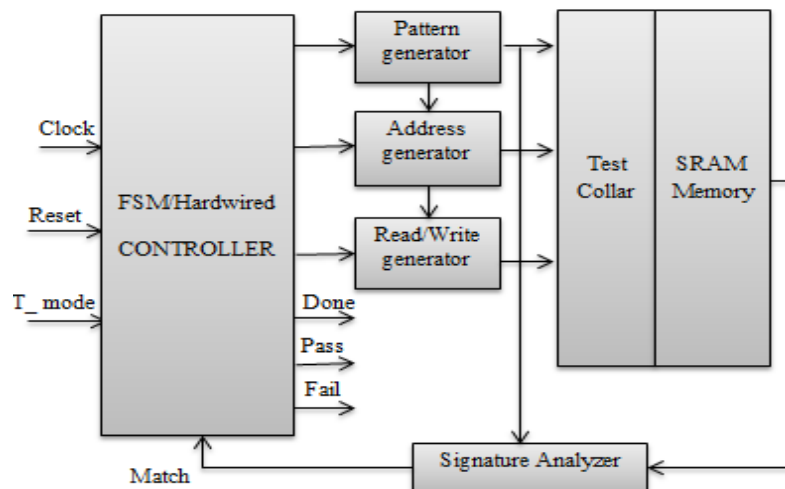 Pattern
generator
Clock
Address
generator
Test
Collar
SRAM
Memory
FSM/Hardwired
CONTROLLER
Reset
Read/Write
generator
T_ mode
Done
Pass
Fail
Signature Analyzer
Match